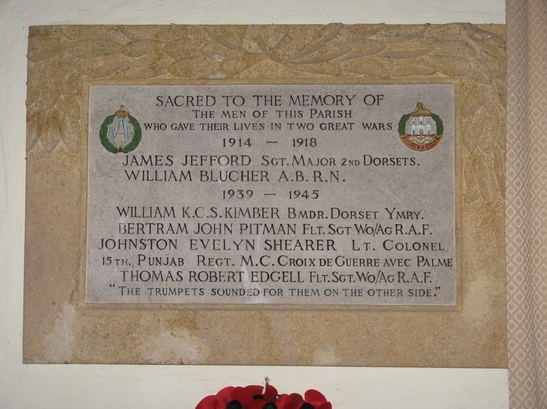 SACRED TO THE MEMORY OF
THE MEN OF THIS PARISH
WHO GAVE THEIR LIVES IN TWO GREAT WARS
1914 — 1918
JAMES JEFFORD SGT. MAJOR 2ND DORSETS.
WILLIAM BLUCHER A.B. R.N.
1939 — 1945
WILLIAM K.C.S. KIMBER BMDR. DORSET YMRY.
BERTRAM JOHN PITMAN FLT. SGT WO/AG R.A.F.
JOHNSTON EVELYN SHEARER LT. COLONEL
15TH. PUNJAB REGT. M.C. CROIX DE GUERRE AVEC PALME
THOMAS ROBERT EDGELL FLT. SGT. WO/AG R.A.F.
"THE TRUMPETS SOUNDED FOR THEM ON THE OTHER SIDE."